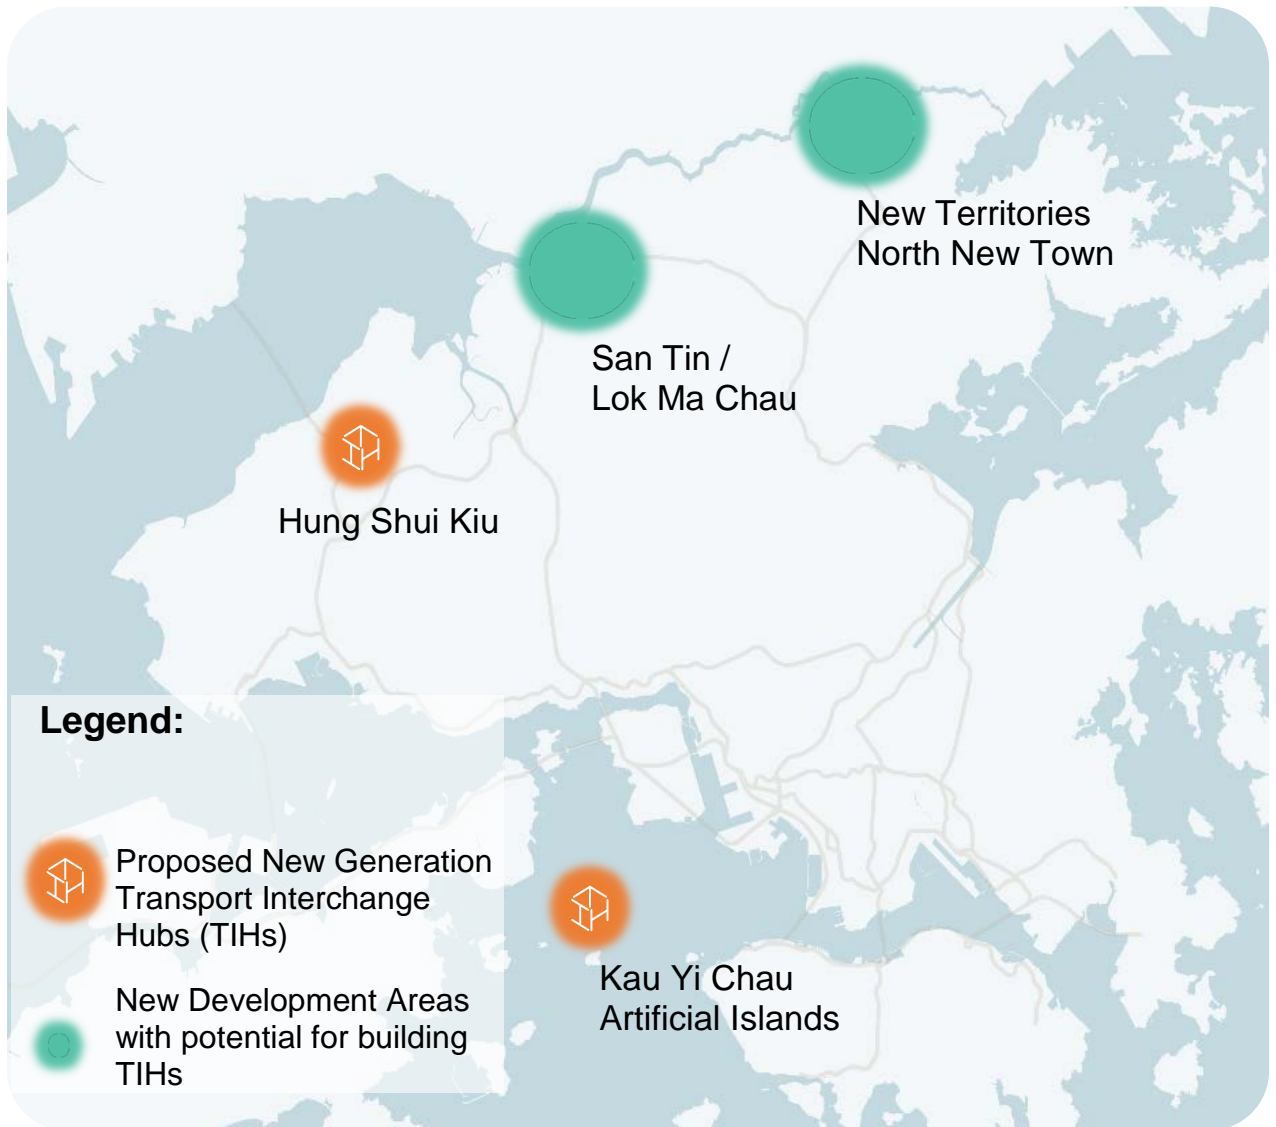 New Territories
North New Town
San Tin /
Lok Ma Chau
Hung Shui Kiu
Legend:
Proposed New Generation
Transport Interchange
Hubs (TIHs)
New Development Areas
with potential for building
TIHs
Kau Yi Chau
Artificial Islands